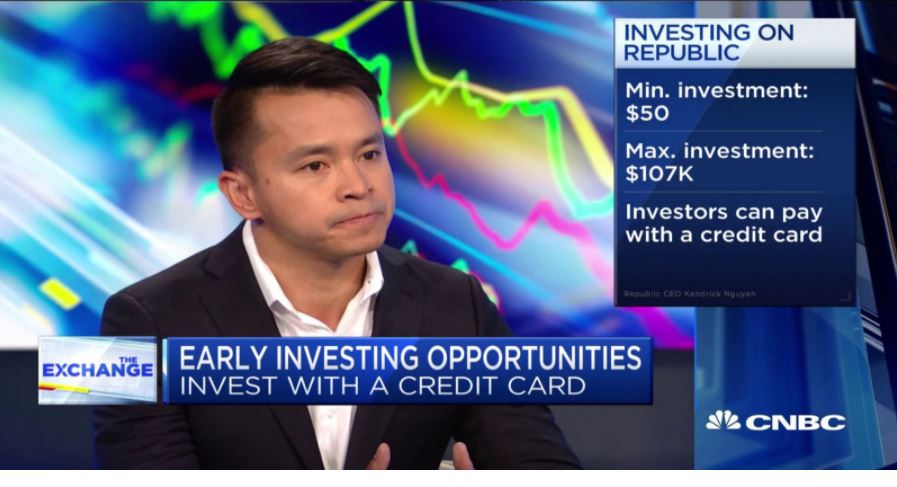 INVESTING ON
REPUBLIC
Min. investment:
$50
Max. investment:
$107K
Investors can pay
with a credit card
Republic CEO Kendrick Nguyen
THE
EXCHANGE
EARLY INVESTING OPPORTUNITIES
INVEST WITH A CREDIT CARD
CNBC